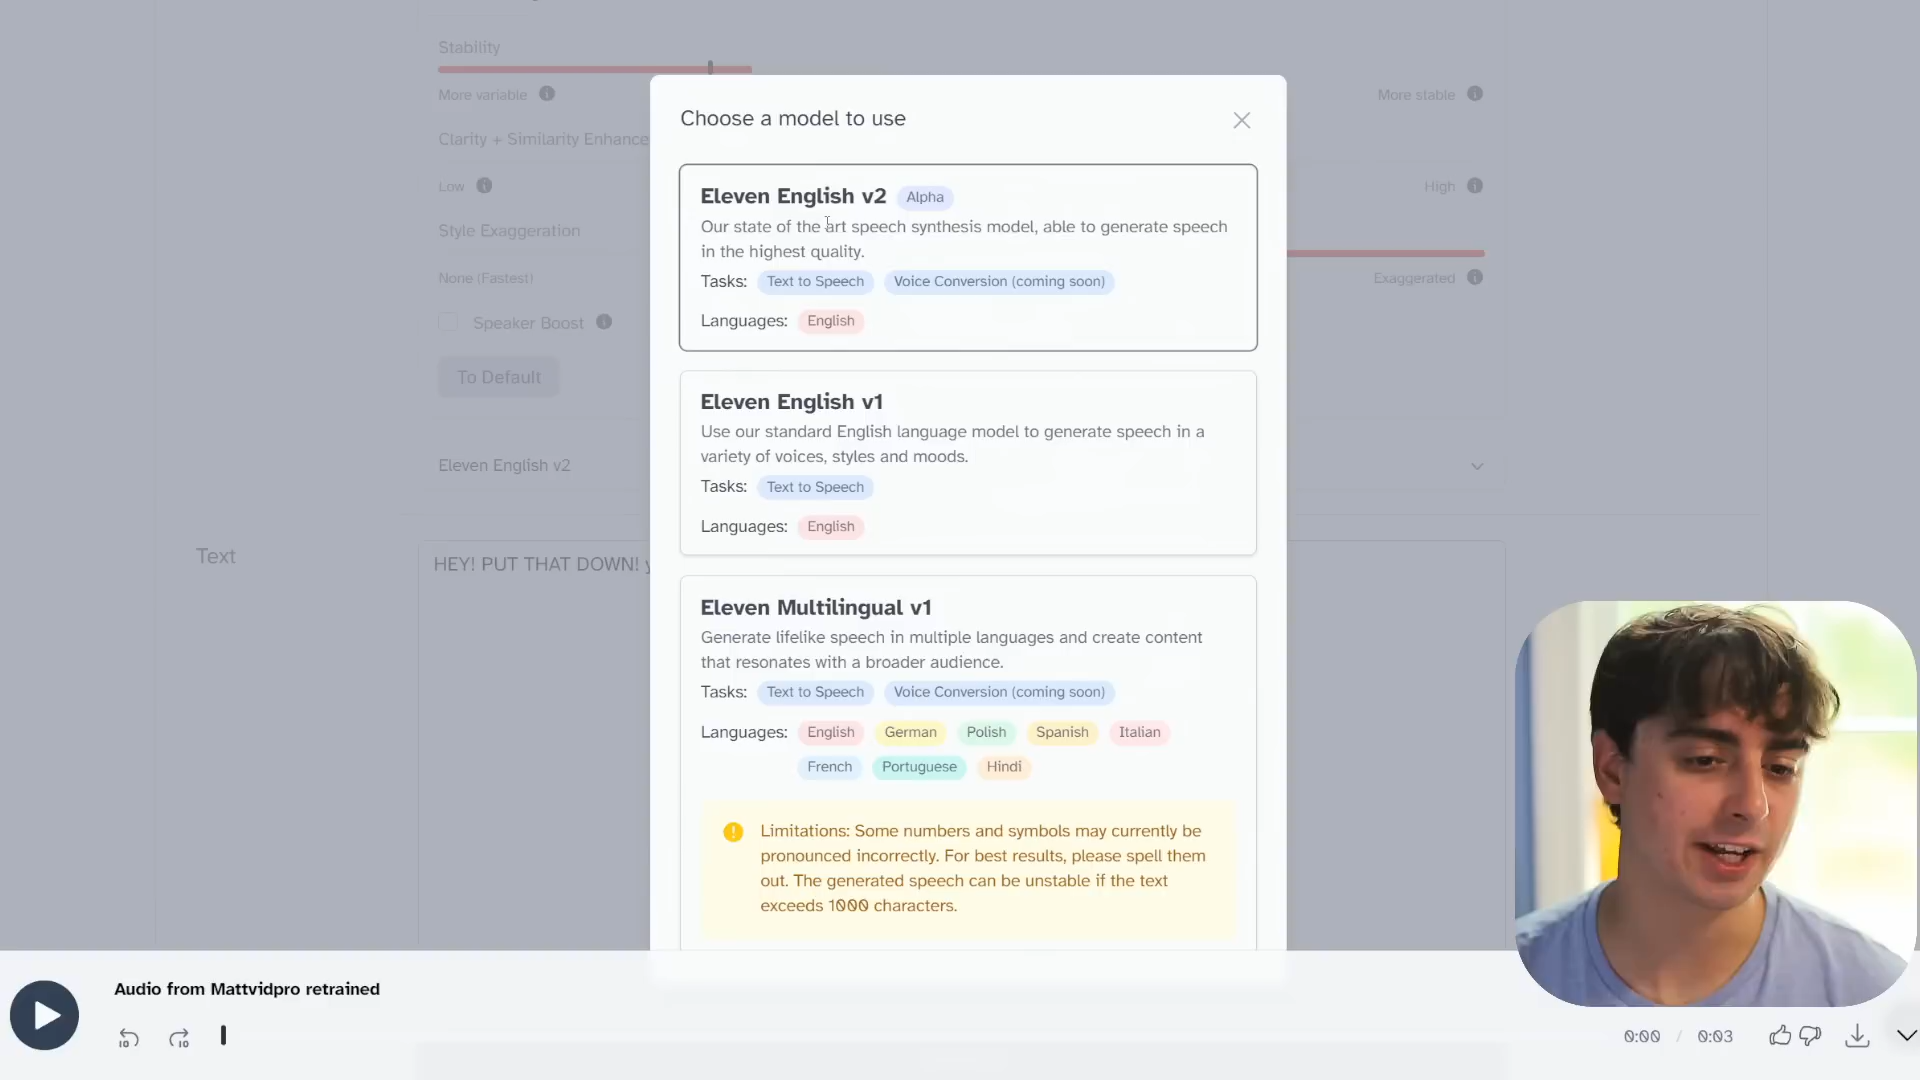 Stability
More variable
More stable
Choose a model to use
Clarity + Similarity Enhance
Low
High
Eleven English v2 Alpha
Our state of the art speech synthesis model, able to generate speech
in the highest quality.
Tasks: Text to Speech Voice Conversion (coming soon)
Languages: English
Style Exaggeration
None (Fastest)
Exaggerated
Speaker Boost
To Default
Eleven English v1
Use our standard English language model to generate speech in a
variety of voices, styles and moods.
Tasks: Text to Speech
Languages: English
Eleven English v2
Text
HEY! PUT THAT DOWN!
Eleven Multilingual v1
Generate lifelike speech in multiple languages and create content
that resonates with a broader audience.
Tasks: Text to Speech Voice Conversion (coming soon)
Languages: English German Polish Spanish Italian
French Portuguese Hindi
Limitations: Some numbers and symbols may currently be
pronounced incorrectly. For best results, please spell them
out. The generated speech can be unstable if the text
exceeds 1000 characters.
Audio from Mattvidpro retrained
10 10
0:00 / 0:03